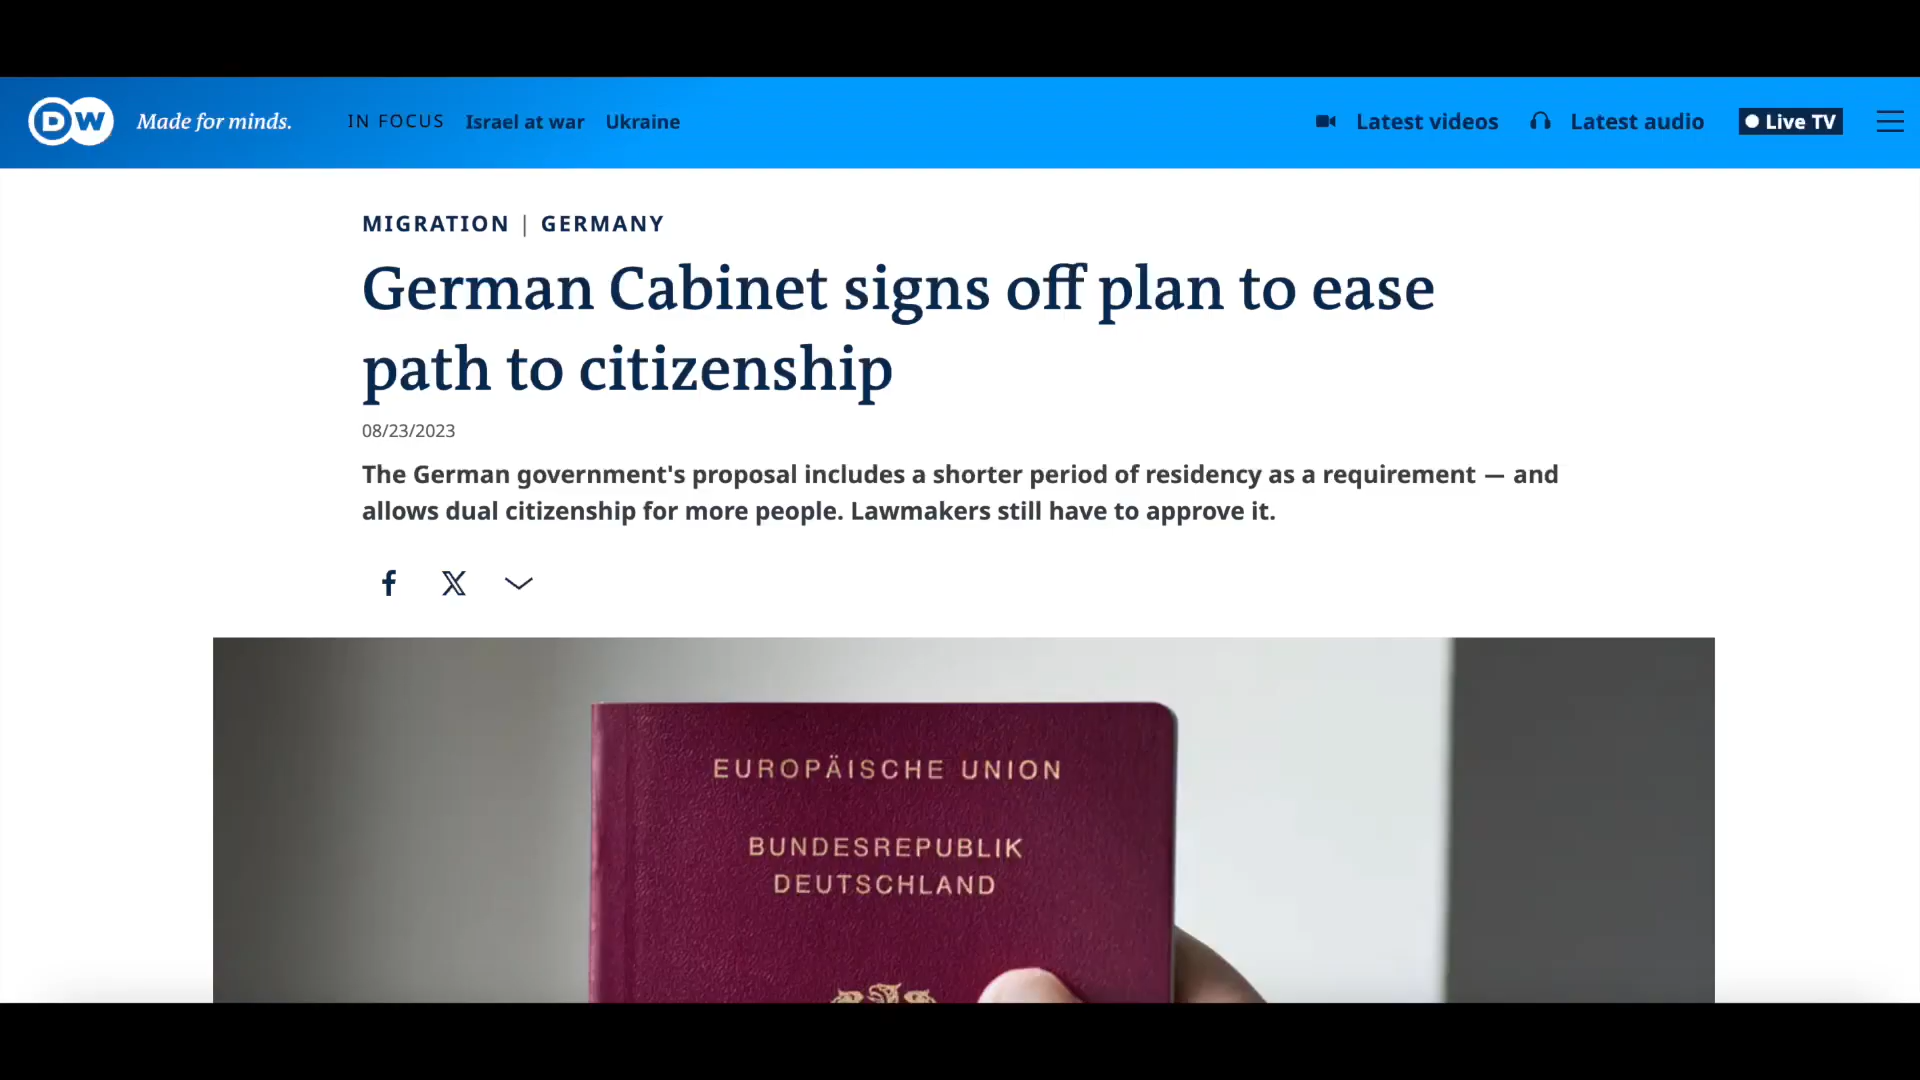 DW Made for minds. IN FOCUS Israel at war Ukraine Latest videos Latest audio Live TV
MIGRATION | GERMANY
German Cabinet signs off plan to ease
path to citizenship
08/23/2023
The German government's proposal includes a shorter period of residency as a requirement — and
allows dual citizenship for more people. Lawmakers still have to approve it.
EUROPÄISCHE UNION
BUNDESREPUBLIK
DEUTSCHLAND